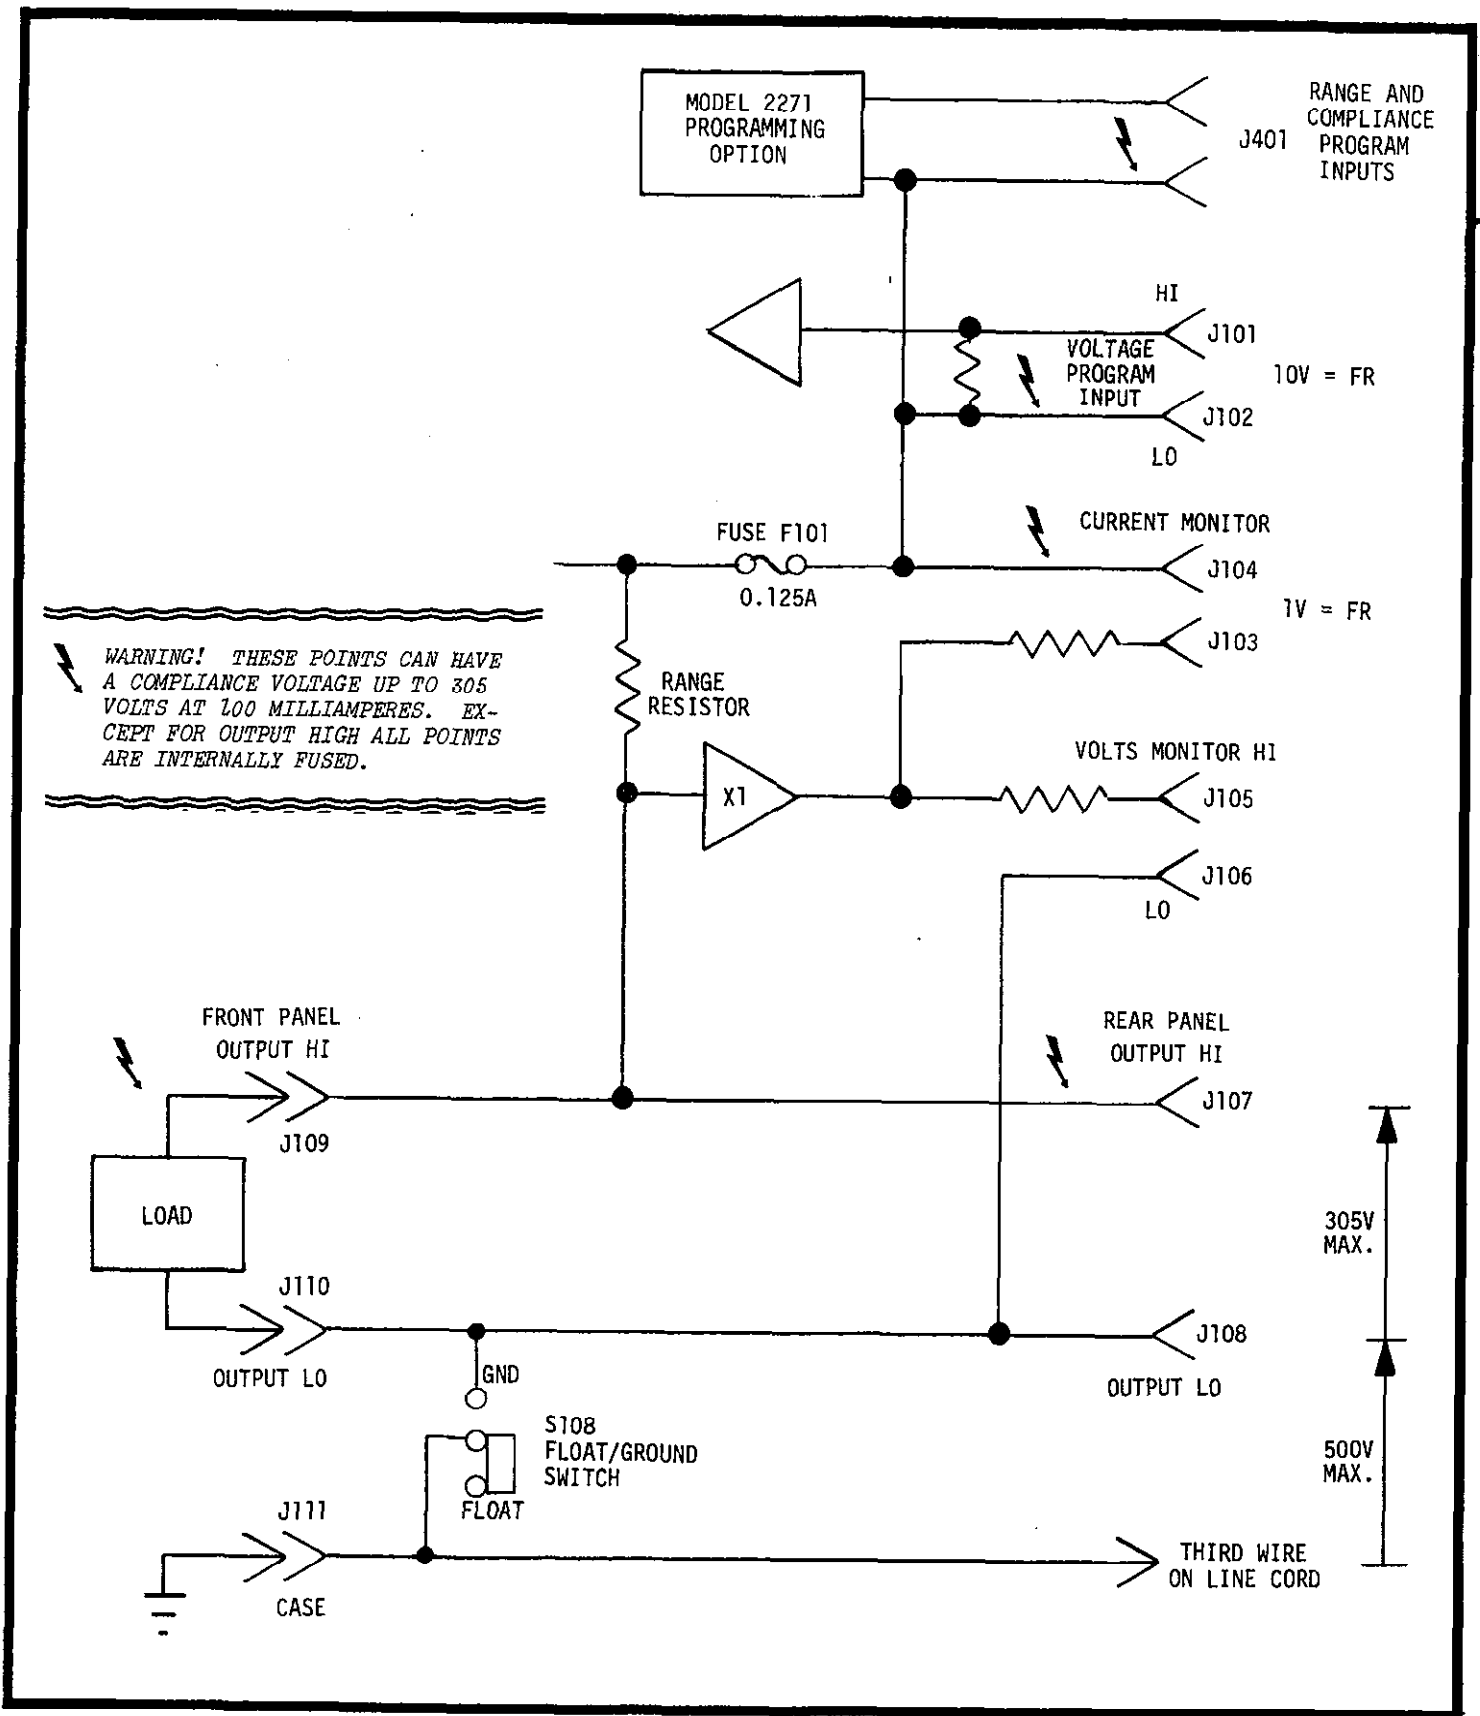 MODEL 2271
PROGRAMMING
OPTION
RANGE AND
COMPLIANCE
PROGRAM
INPUTS
J401
HI
J101
VOLTAGE
PROGRAM
INPUT
10V = FR
J102
LO
FUSE F101
0.125A
CURRENT MONITOR
J104
1V = FR
J103
WARNING! THESE POINTS CAN HAVE
A COMPLIANCE VOLTAGE UP TO 305
VOLTS AT 100 MILLIAMPERES. EX-
CEPT FOR OUTPUT HIGH ALL POINTS
ARE INTERNALLY FUSED.
RANGE
RESISTOR
VOLTS MONITOR HI
X1
J105
J106
LO
FRONT PANEL
OUTPUT HI
REAR PANEL
OUTPUT HI
J109
J107
LOAD
305V
MAX.
J110
J108
OUTPUT LO
GND
OUTPUT LO
S108
FLOAT/GROUND
SWITCH
FLOAT
500V
MAX.
J111
CASE
THIRD WIRE
ON LINE CORD